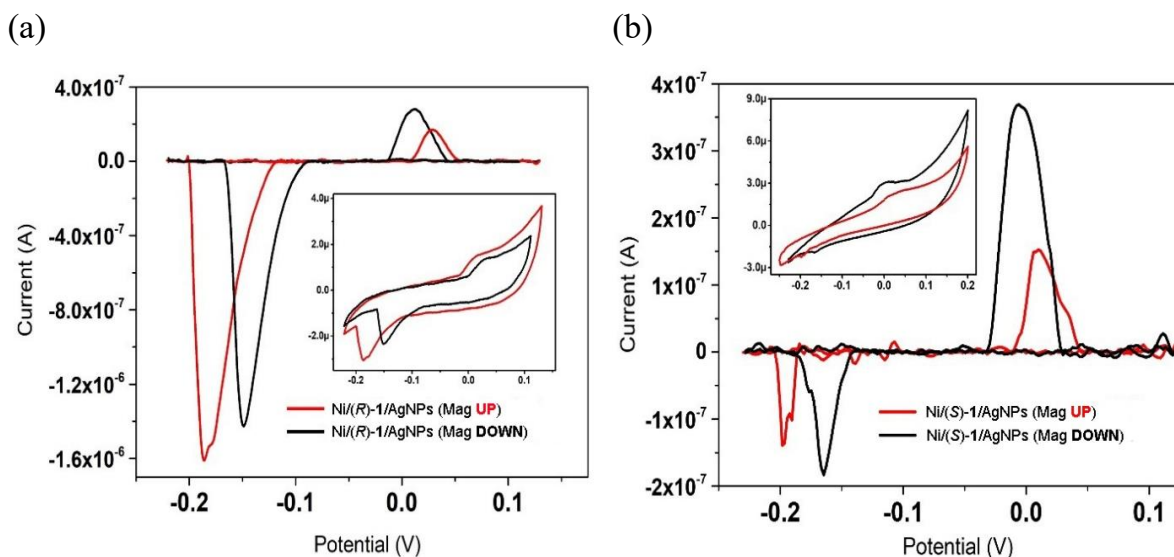 (a)
(b)
4.0x10⁻⁷
0.0
-4.0x10⁻⁷
-8.0x10⁻⁷
-1.2x10⁻⁶
-1.6x10⁻⁶
Current (A)
-0.2
-0.1
0.0
0.1
Potential (V)
4.0µ
2.0µ
0.0
-2.0µ
-0.2
-0.1
0.0
0.1
Ni/(R)-1/AgNPs (Mag UP)
Ni/(R)-1/AgNPs (Mag DOWN)
4x10⁻⁷
3x10⁻⁷
2x10⁻⁷
1x10⁻⁷
0
-1x10⁻⁷
-2x10⁻⁷
Current (A)
-0.2
-0.1
0.0
0.1
Potential (V)
9.0µ
6.0µ
3.0µ
0.0
-3.0µ
-0.2
-0.1
0.0
0.1
0.2
Ni/(S)-1/AgNPs (Mag UP)
Ni/(S)-1/AgNPs (Mag DOWN)